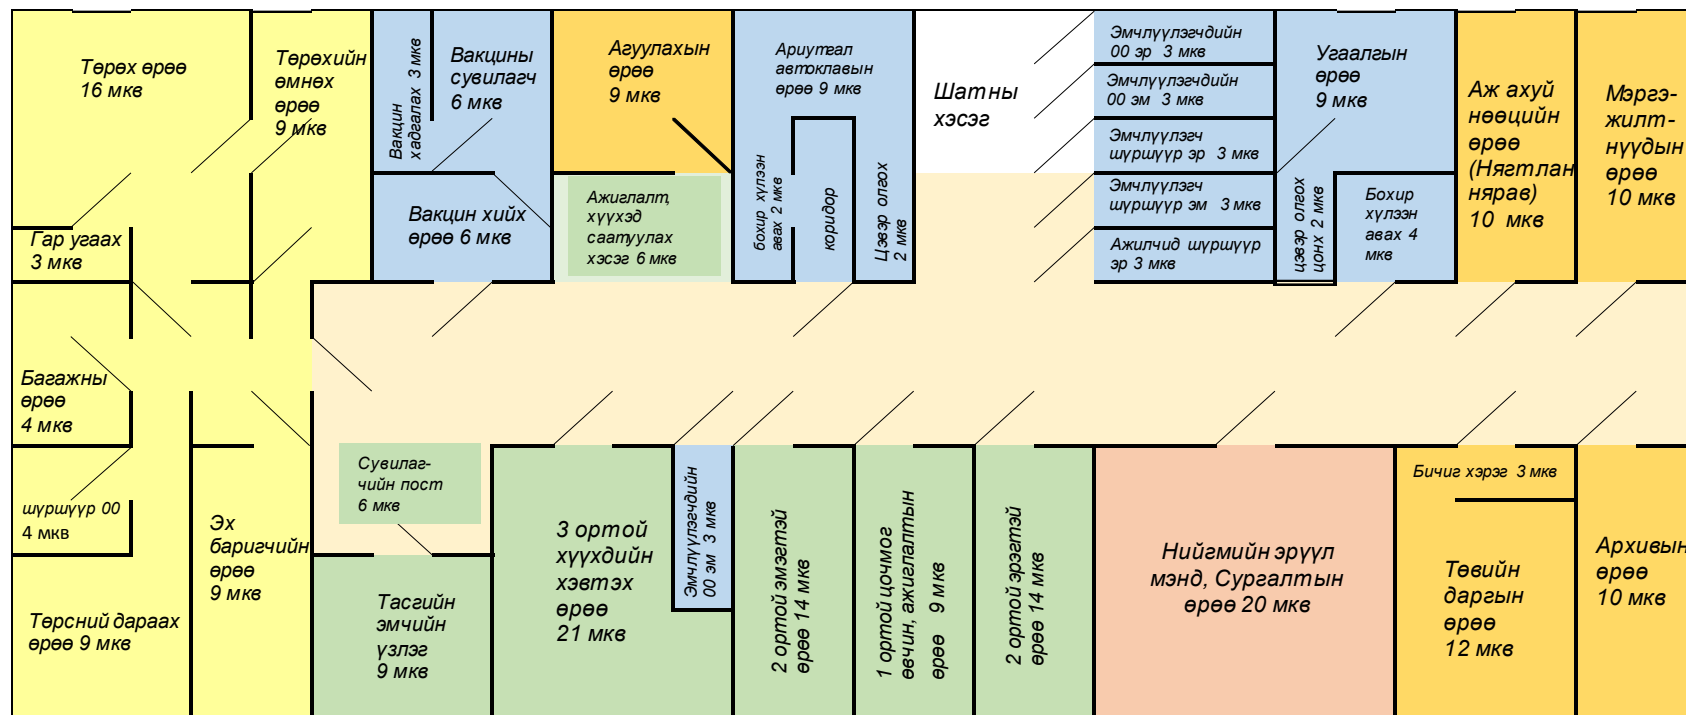 Төрөх өрөө
16 мкв
Төрөхийн
өмнөх
өрөө
9 мкв
Вакцин
хадгалах 3 мкв
Вакцины
сувилагч
6 мкв
Агуулахын
өрөө
9 мкв
Ариутгал
автоклавын
өрөө 9 мкв
Шатны
хэсэг
Эмчлүүлэгчдийн
00 эр 3 мкв
Эмчлүүлэгчдийн
00 эм 3 мкв
Эмчлүүлэгч
шүршүүр эр 3 мкв
Эмчлүүлэгч
шүршүүр эм 3 мкв
Ажилчид шүршүүр
эр 3 мкв
Угаалгын
өрөө
9 мкв
Аж ахуй
нөөцийн
өрөө
(Нягтлан
нярав)
10 мкв
Мэргэ-
жилт-
нүүдын
өрөө
10 мкв
Гар угаах
3 мкв
Вакцин хийх
өрөө 6 мкв
Ажиглалт,
хүүхэд
саатуулах
хэсэг 6 мкв
бохир хүлээн
авах 2 мкв
коридор
Цэвэр олгох
2 мкв
цэвэр олгох
цонх 2 мкв
Бохир
хүлээн
авах 4
мкв
Багажны
өрөө
4 мкв
шүршүүр 00
4 мкв
Төрсний дараах
өрөө 9 мкв
Эх
баригчийн
өрөө
9 мкв
Сувилаг-
чийн пост
6 мкв
Тасгийн
эмчийн
үзлэг
9 мкв
3 ортой
хүүхдийн
хэвтэх
өрөө
21 мкв
Эмчлүүлэгчдийн
00 эм 3 мкв
2 ортой эмэгтэй
өрөө 14 мкв
1 ортой цочмог
өвчин, ажиглалтын
өрөө 9 мкв
2 ортой эрэгтэй
өрөө 14 мкв
Нийгмийн эрүүл
мэнд, Сургалтын
өрөө 20 мкв
Бичиг хэрэг 3 мкв
Төвийн
даргын
өрөө
12 мкв
Архивын
өрөө
10 мкв